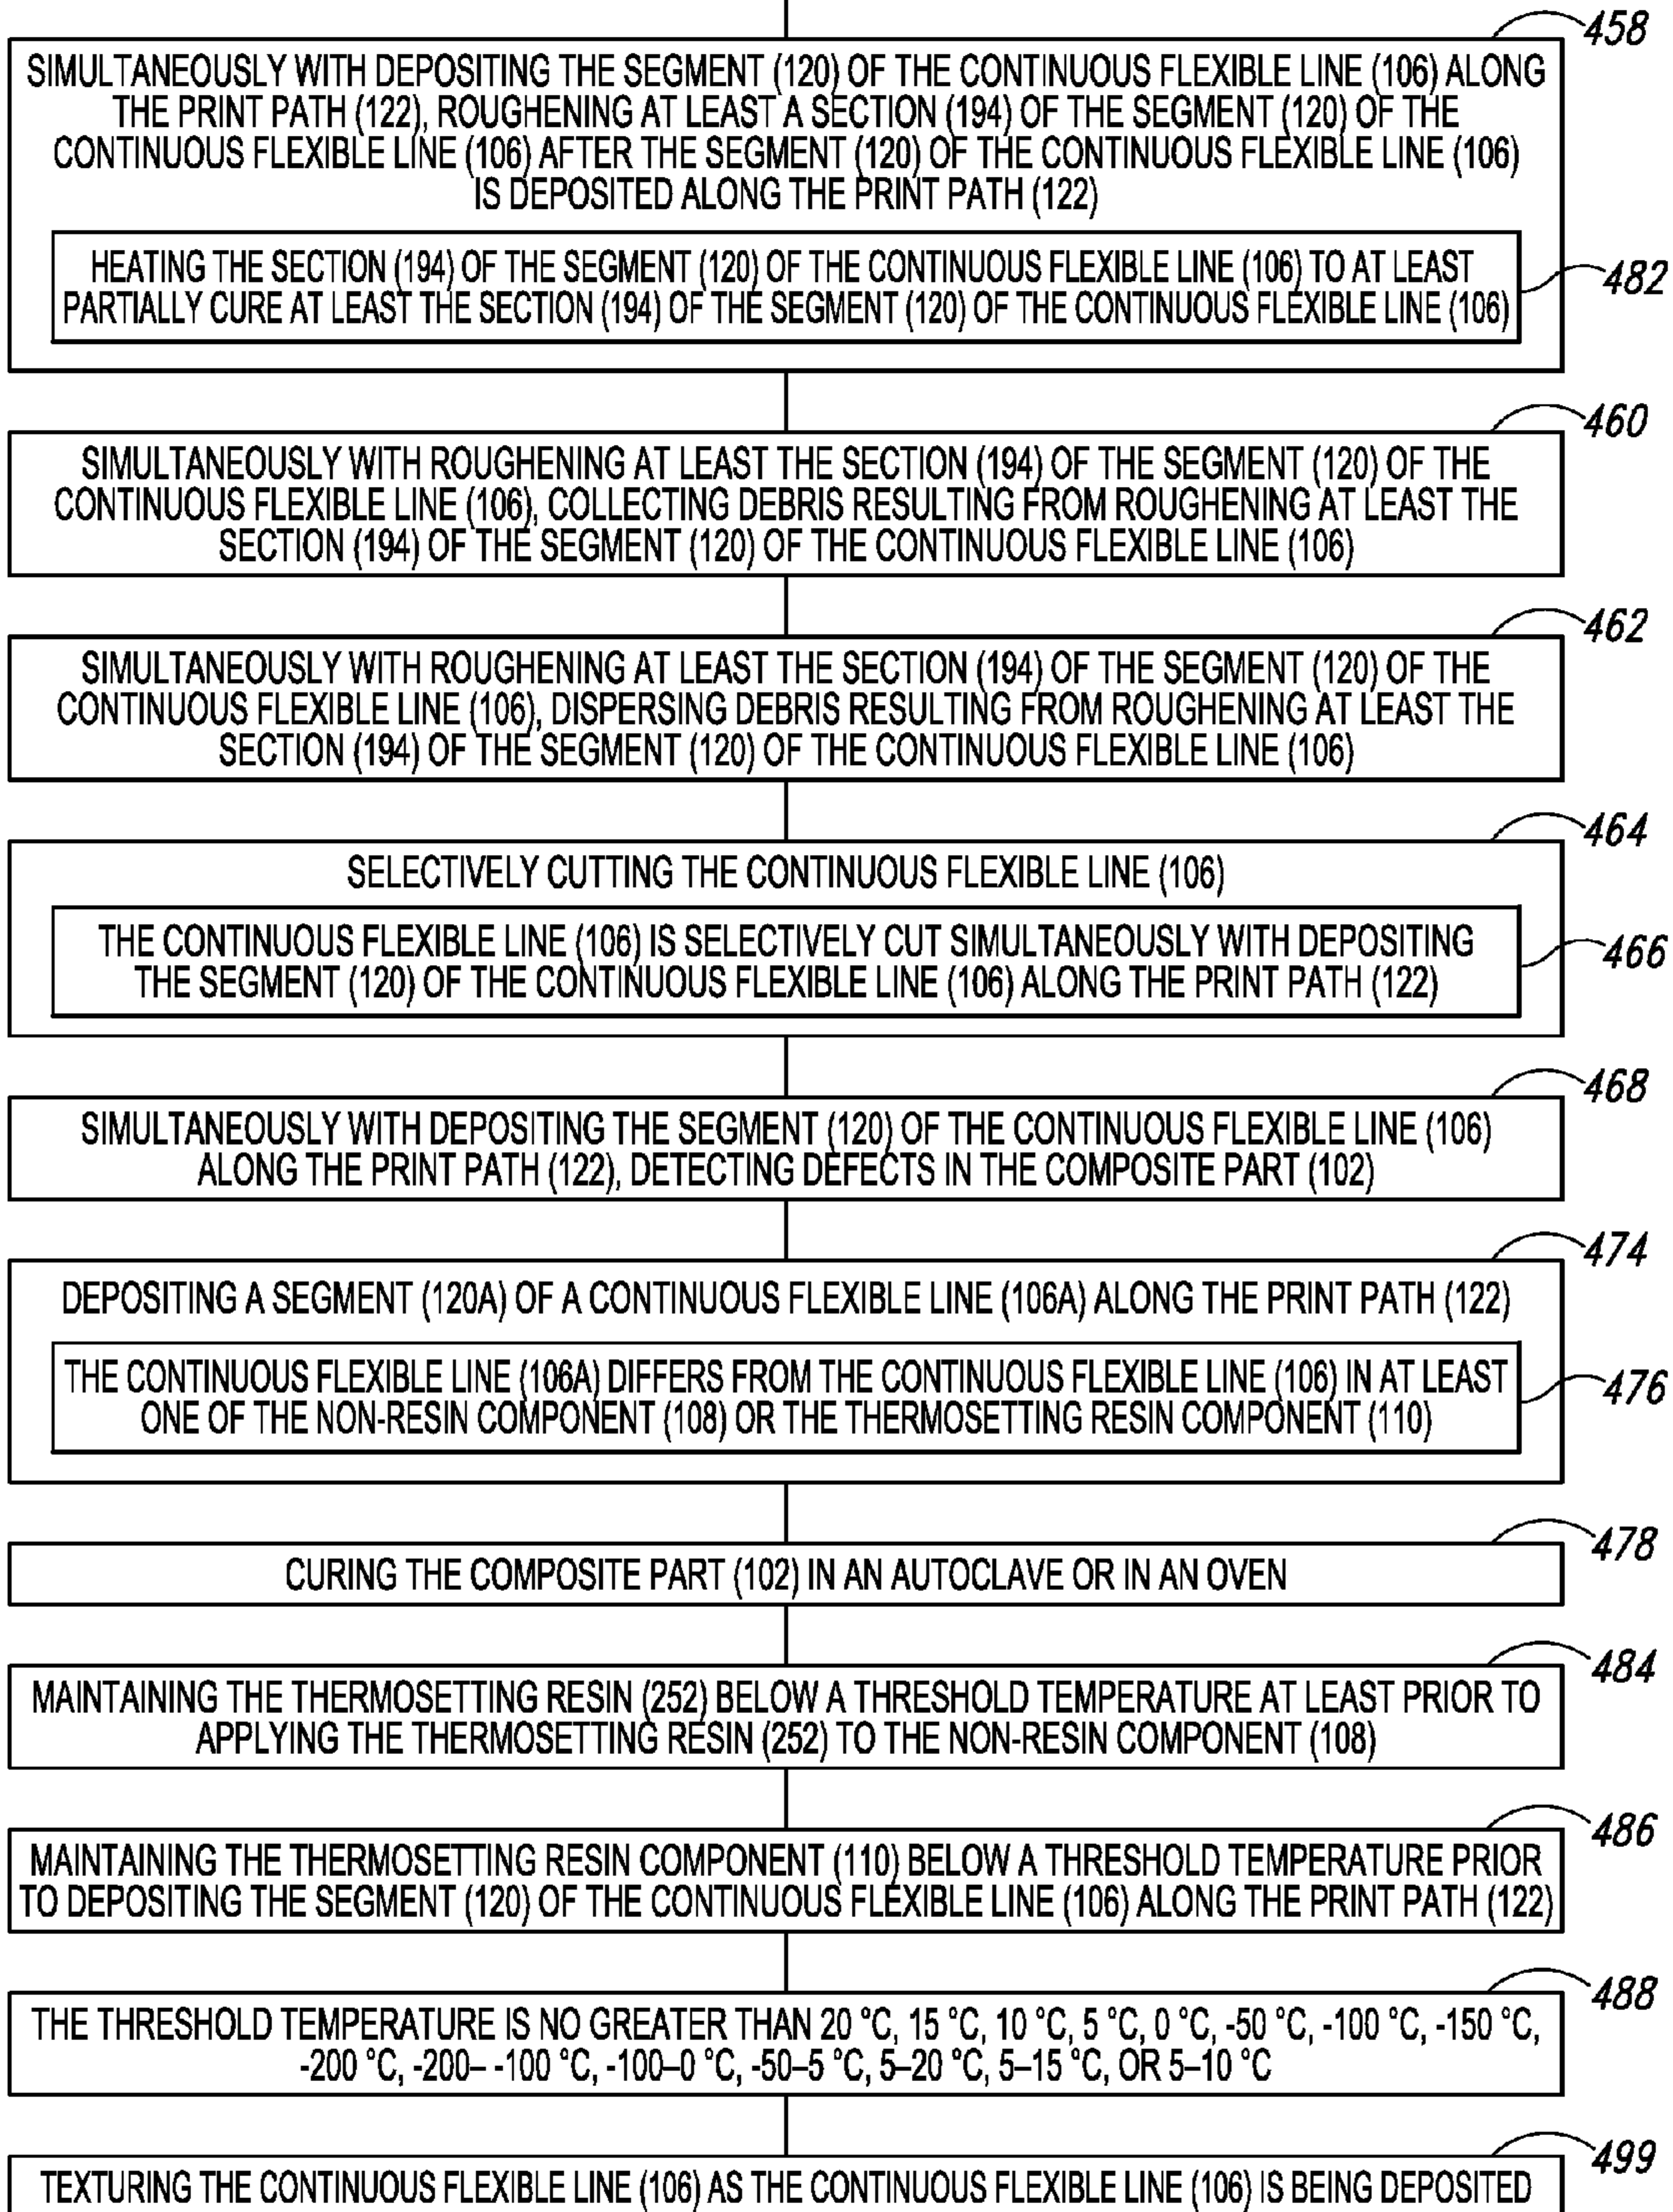 458
SIMULTANEOUSLY WITH DEPOSITING THE SEGMENT (120) OF THE CONTINUOUS FLEXIBLE LINE (106) ALONG
THE PRINT PATH (122), ROUGHENING AT LEAST A SECTION (194) OF THE SEGMENT (120) OF THE
CONTINUOUS FLEXIBLE LINE (106) AFTER THE SEGMENT (120) OF THE CONTINUOUS FLEXIBLE LINE (106)
IS DEPOSITED ALONG THE PRINT PATH (122)
HEATING THE SECTION (194) OF THE SEGMENT (120) OF THE CONTINUOUS FLEXIBLE LINE (106) TO AT LEAST
PARTIALLY CURE AT LEAST THE SECTION (194) OF THE SEGMENT (120) OF THE CONTINUOUS FLEXIBLE LINE (106)
482
460
SIMULTANEOUSLY WITH ROUGHENING AT LEAST THE SECTION (194) OF THE SEGMENT (120) OF THE
CONTINUOUS FLEXIBLE LINE (106), COLLECTING DEBRIS RESULTING FROM ROUGHENING AT LEAST THE
SECTION (194) OF THE SEGMENT (120) OF THE CONTINUOUS FLEXIBLE LINE (106)
462
SIMULTANEOUSLY WITH ROUGHENING AT LEAST THE SECTION (194) OF THE SEGMENT (120) OF THE
CONTINUOUS FLEXIBLE LINE (106), DISPERSING DEBRIS RESULTING FROM ROUGHENING AT LEAST THE
SECTION (194) OF THE SEGMENT (120) OF THE CONTINUOUS FLEXIBLE LINE (106)
464
SELECTIVELY CUTTING THE CONTINUOUS FLEXIBLE LINE (106)
THE CONTINUOUS FLEXIBLE LINE (106) IS SELECTIVELY CUT SIMULTANEOUSLY WITH DEPOSITING
THE SEGMENT (120) OF THE CONTINUOUS FLEXIBLE LINE (106) ALONG THE PRINT PATH (122)
466
468
SIMULTANEOUSLY WITH DEPOSITING THE SEGMENT (120) OF THE CONTINUOUS FLEXIBLE LINE (106)
ALONG THE PRINT PATH (122), DETECTING DEFECTS IN THE COMPOSITE PART (102)
474
DEPOSITING A SEGMENT (120A) OF A CONTINUOUS FLEXIBLE LINE (106A) ALONG THE PRINT PATH (122)
THE CONTINUOUS FLEXIBLE LINE (106A) DIFFERS FROM THE CONTINUOUS FLEXIBLE LINE (106) IN AT LEAST
ONE OF THE NON-RESIN COMPONENT (108) OR THE THERMOSETTING RESIN COMPONENT (110)
476
478
CURING THE COMPOSITE PART (102) IN AN AUTOCLAVE OR IN AN OVEN
484
MAINTAINING THE THERMOSETTING RESIN (252) BELOW A THRESHOLD TEMPERATURE AT LEAST PRIOR TO
APPLYING THE THERMOSETTING RESIN (252) TO THE NON-RESIN COMPONENT (108)
486
MAINTAINING THE THERMOSETTING RESIN COMPONENT (110) BELOW A THRESHOLD TEMPERATURE PRIOR
TO DEPOSITING THE SEGMENT (120) OF THE CONTINUOUS FLEXIBLE LINE (106) ALONG THE PRINT PATH (122)
488
THE THRESHOLD TEMPERATURE IS NO GREATER THAN 20 °C, 15 °C, 10 °C, 5 °C, 0 °C, -50 °C, -100 °C, -150 °C,
-200 °C, -200– -100 °C, -100–0 °C, -50–5 °C, 5–20 °C, 5–15 °C, OR 5–10 °C
499
TEXTURING THE CONTINUOUS FLEXIBLE LINE (106) AS THE CONTINUOUS FLEXIBLE LINE (106) IS BEING DEPOSITED